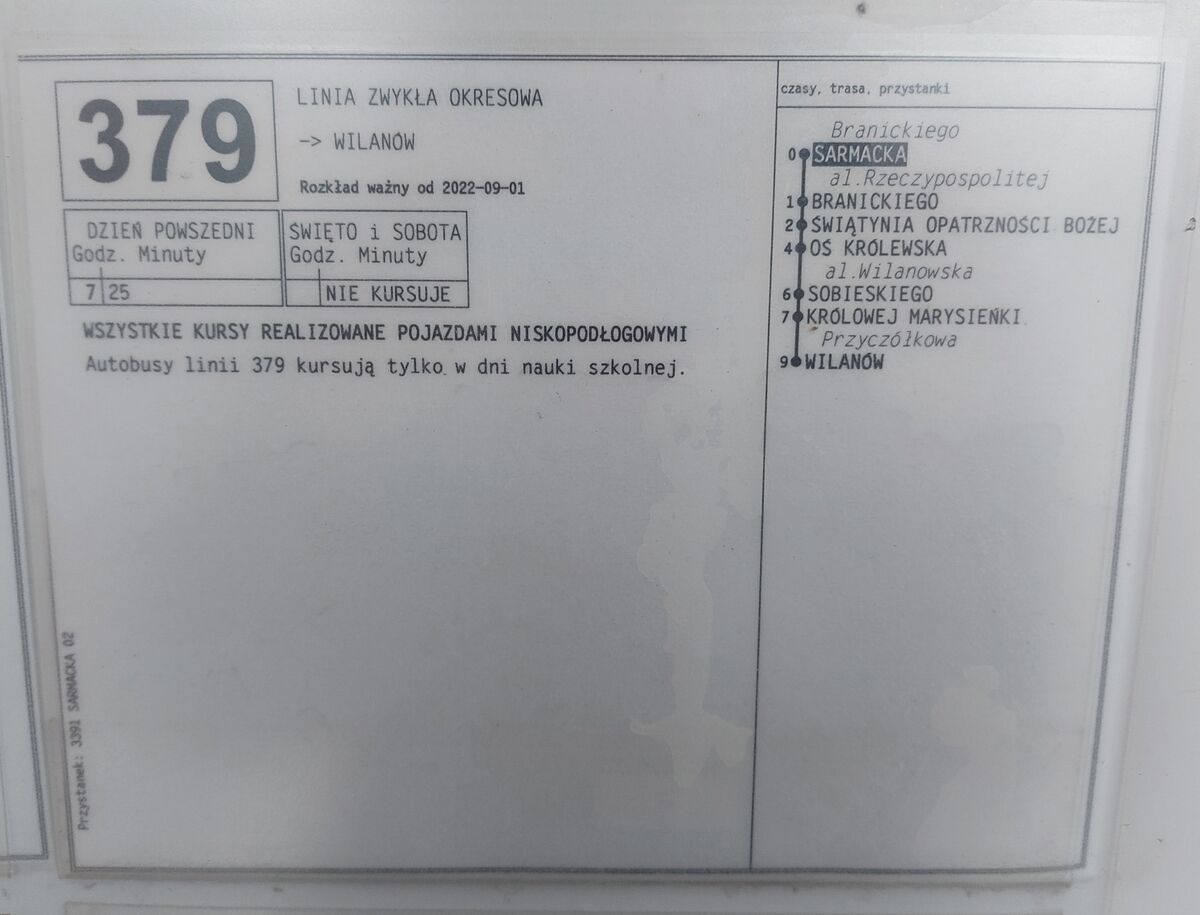 379
LINIA ZWYKŁA OKRESOWA
-> WILANÓW
Rozkład ważny od 2022-09-01
DZIEŃ POWSZEDNI
Godz. Minuty
7 25
ŚWIĘTO i SOBOTA
Godz. Minuty
NIE KURSUJE
WSZYSTKIE KURSY REALIZOWANE POJAZDAMI NISKOPODŁOGOWYMI
Autobusy linii 379 kursują tylko w dni nauki szkolnej.
Przystanek: 3391 SARMACKA 02
czasy, trasa, przystanki
Branickiego
0 SARMACKA
al.Rzeczypospolitej
1 BRANICKIEGO
2 ŚWIĄTYNIA OPATRZNOŚCI BOŻEJ
4 OŚ KRÓLEWSKA
al.Wilanowska
6 SOBIESKIEGO
7 KRÓLOWEJ MARYSIEŃKI
Przyczółkowa
9 WILANÓW